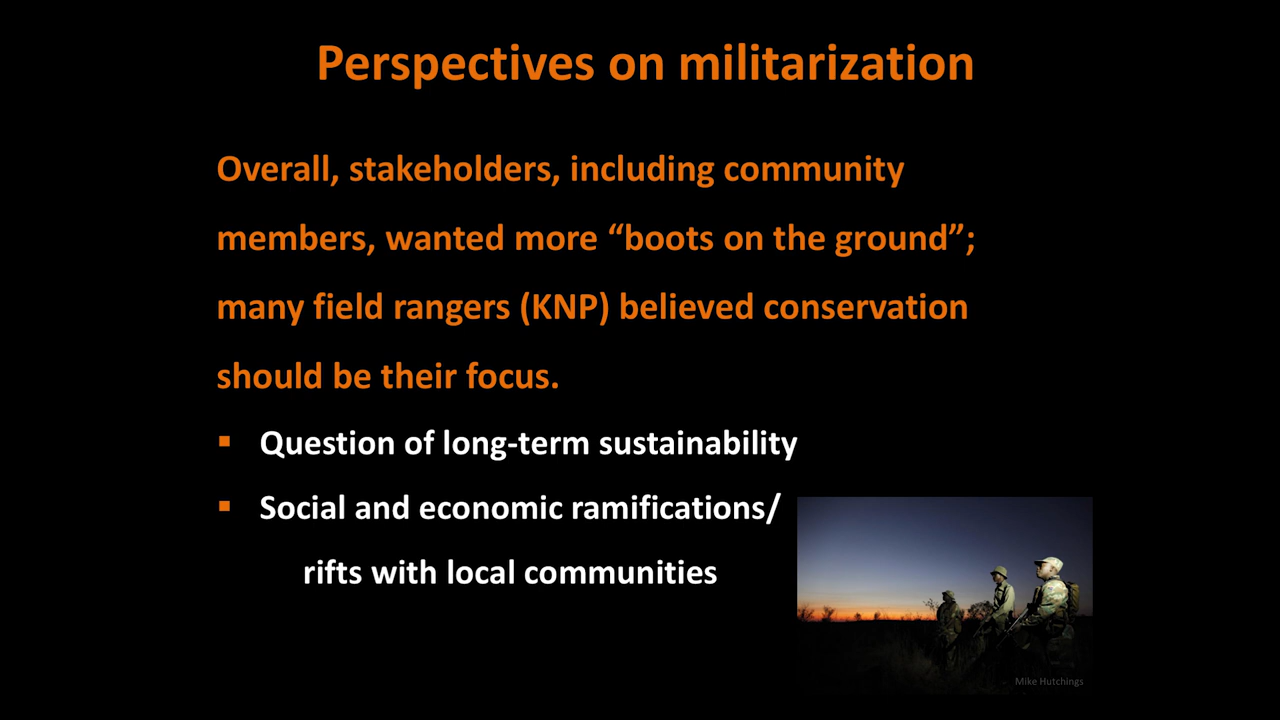 Perspectives on militarization
Overall, stakeholders, including community
members, wanted more “boots on the ground”;
many field rangers (KNP) believed conservation
should be their focus.
▪ Question of long-term sustainability
▪ Social and economic ramifications/
rifts with local communities
Mike Hutchings